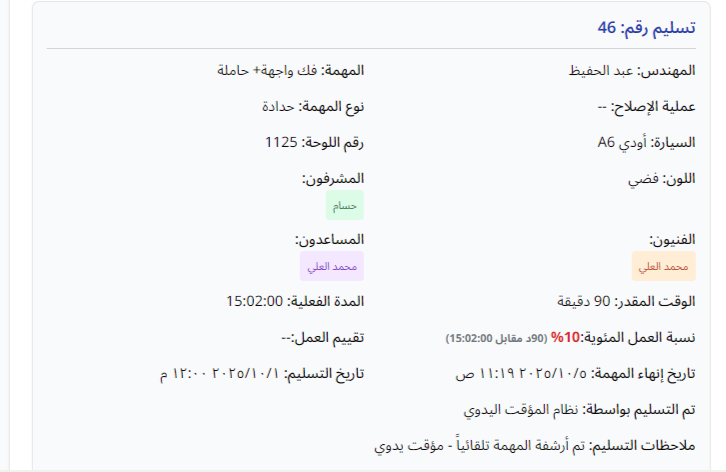 تسليم رقم: 46
المهندس: عبد الحفيظ
المهمة: فك واجهة+ حاملة
عملية الإصلاح: --
نوع المهمة: حدادة
السيارة: أودي A6
رقم اللوحة: 1125
اللون: فضي
المشرفون:
حسام
الفنيون:
محمد العلي
المساعدون:
محمد العلي
الوقت المقدر: 90 دقيقة
المدة الفعلية: 15:02:00
نسبة العمل المئوية:10% (90د مقابل 15:02:00)
تقييم العمل:--
تاريخ إنهاء المهمة: ٢٠٢٥/١٠/٥ ١١:١٩ ص
تاريخ التسليم: ٢٠٢٥/١٠/١ ١٢:٠٠ م
تم التسليم بواسطة: نظام المؤقت اليدوي
ملاحظات التسليم: تم أرشفة المهمة تلقائياً - مؤقت يدوي